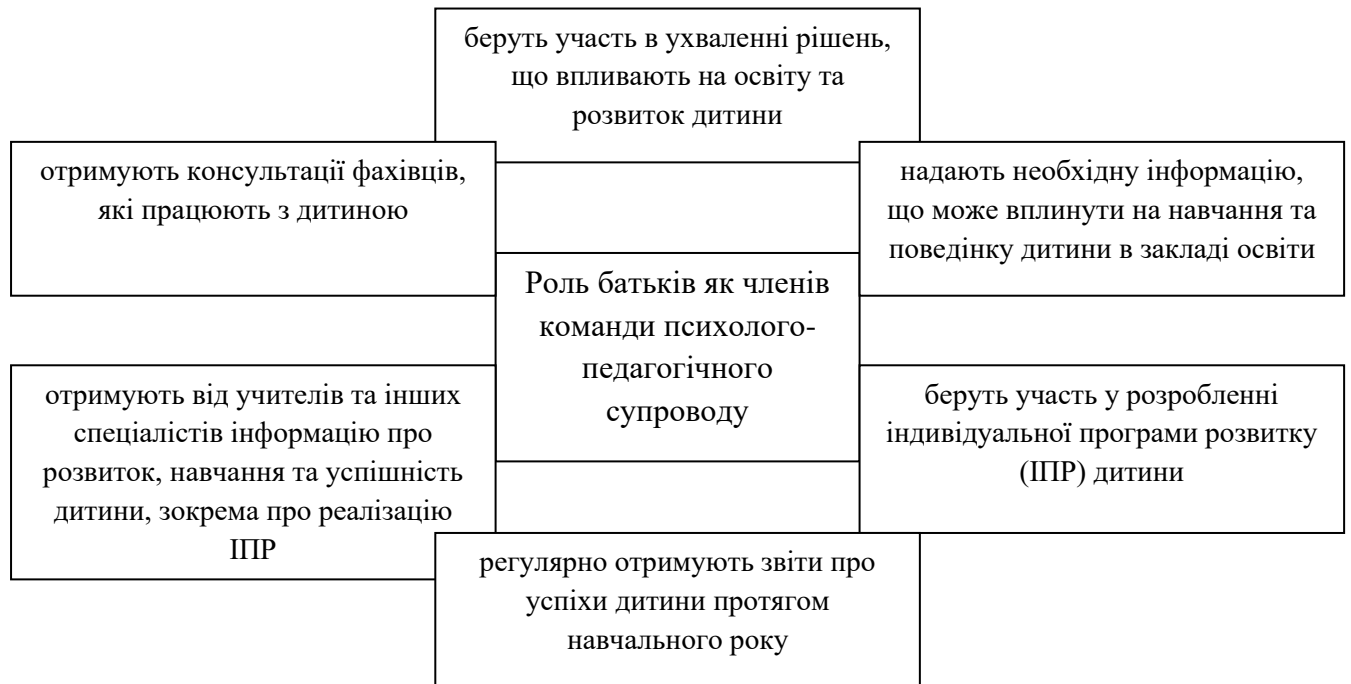 беруть участь в ухваленні рішень,
що впливають на освіту та
розвиток дитини
отримують консультації фахівців,
які працюють з дитиною
надають необхідну інформацію,
що може вплинути на навчання та
поведінку дитини в закладі освіти
Роль батьків як членів
команди психолого-
педагогічного
супроводу
отримують від учителів та інших
спеціалістів інформацію про
розвиток, навчання та успішність
дитини, зокрема про реалізацію
ІПР
беруть участь у розробленні
індивідуальної програми розвитку
(ІПР) дитини
регулярно отримують звіти про
успіхи дитини протягом
навчального року